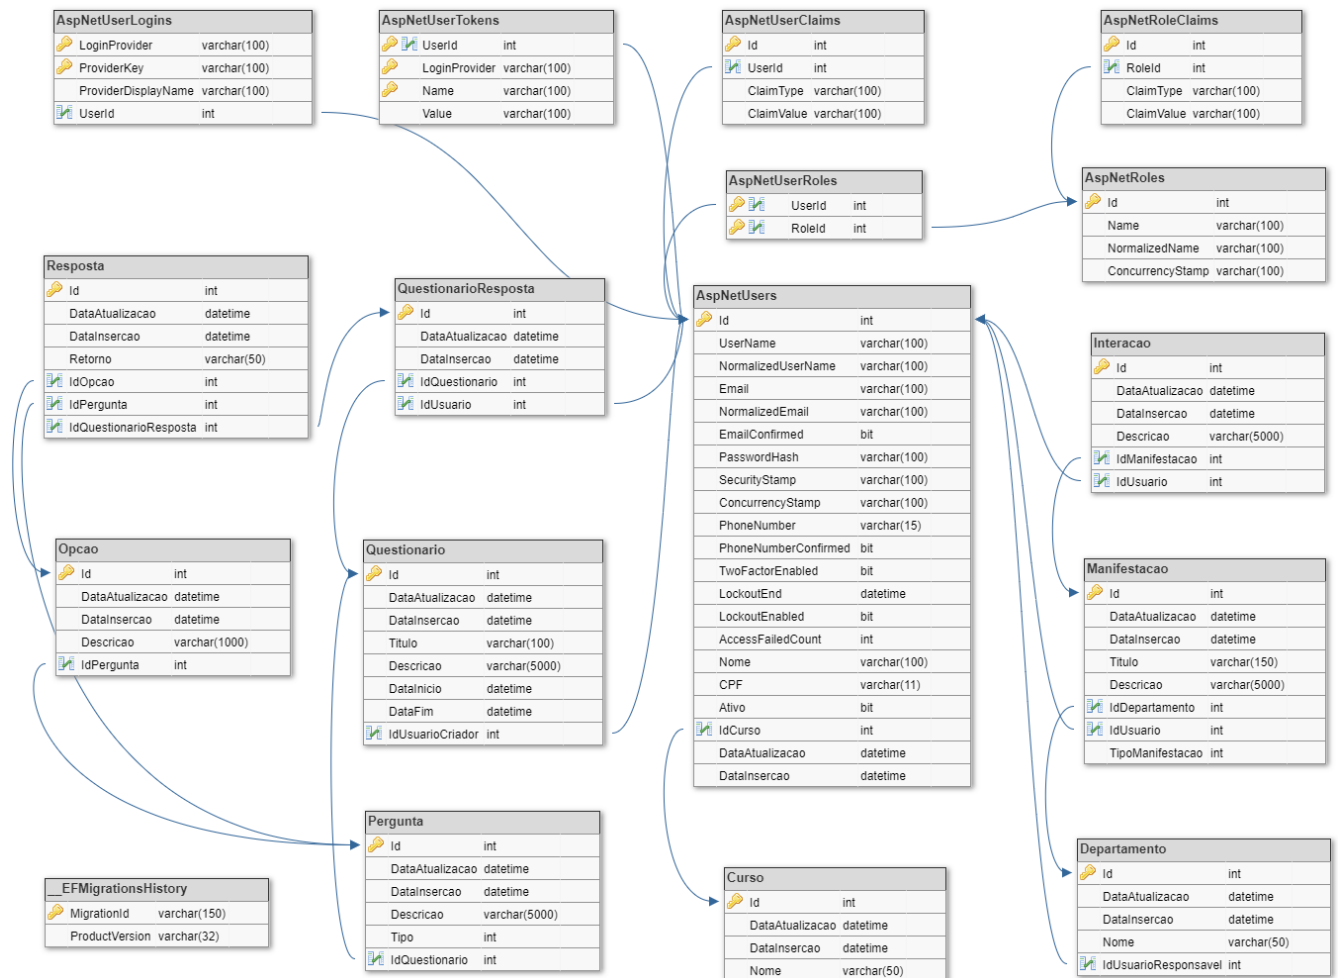 AspNetUserLogins
LoginProvider varchar(100)
ProviderKey varchar(100)
ProviderDisplayName varchar(100)
UserId int
AspNetUserTokens
UserId int
LoginProvider varchar(100)
Name varchar(100)
Value varchar(100)
AspNetUserClaims
Id int
UserId int
ClaimType varchar(100)
ClaimValue varchar(100)
AspNetRoleClaims
Id int
RoleId int
ClaimType varchar(100)
ClaimValue varchar(100)
AspNetUserRoles
UserId int
RoleId int
AspNetRoles
Id int
Name varchar(100)
NormalizedName varchar(100)
ConcurrencyStamp varchar(100)
Resposta
Id int
DataAtualizacao datetime
DataInsercao datetime
Retorno varchar(50)
IdOpcao int
IdPergunta int
IdQuestionarioResposta int
QuestionarioResposta
Id int
DataAtualizacao datetime
DataInsercao datetime
IdQuestionario int
IdUsuario int
AspNetUsers
Id int
UserName varchar(100)
NormalizedUserName varchar(100)
Email varchar(100)
NormalizedEmail varchar(100)
EmailConfirmed bit
PasswordHash varchar(100)
SecurityStamp varchar(100)
ConcurrencyStamp varchar(100)
PhoneNumber varchar(15)
PhoneNumberConfirmed bit
TwoFactorEnabled bit
LockoutEnd datetime
LockoutEnabled bit
AccessFailedCount int
Nome varchar(100)
CPF varchar(11)
Ativo bit
IdCurso int
DataAtualizacao datetime
DataInsercao datetime
Interacao
Id int
DataAtualizacao datetime
DataInsercao datetime
Descricao varchar(5000)
IdManifestacao int
IdUsuario int
Opcao
Id int
DataAtualizacao datetime
DataInsercao datetime
Descricao varchar(1000)
IdPergunta int
Questionario
Id int
DataAtualizacao datetime
DataInsercao datetime
Titulo varchar(100)
Descricao varchar(5000)
DataInicio datetime
DataFim datetime
IdUsuarioCriador int
Manifestacao
Id int
DataAtualizacao datetime
DataInsercao datetime
Titulo varchar(150)
Descricao varchar(5000)
IdDepartamento int
IdUsuario int
TipoManifestacao int
Pergunta
Id int
DataAtualizacao datetime
DataInsercao datetime
Descricao varchar(5000)
Tipo int
IdQuestionario int
__EFMigrationsHistory
MigrationId varchar(150)
ProductVersion varchar(32)
Curso
Id int
DataAtualizacao datetime
DataInsercao datetime
Nome varchar(50)
Departamento
Id int
DataAtualizacao datetime
DataInsercao datetime
Nome varchar(50)
IdUsuarioResponsavel int